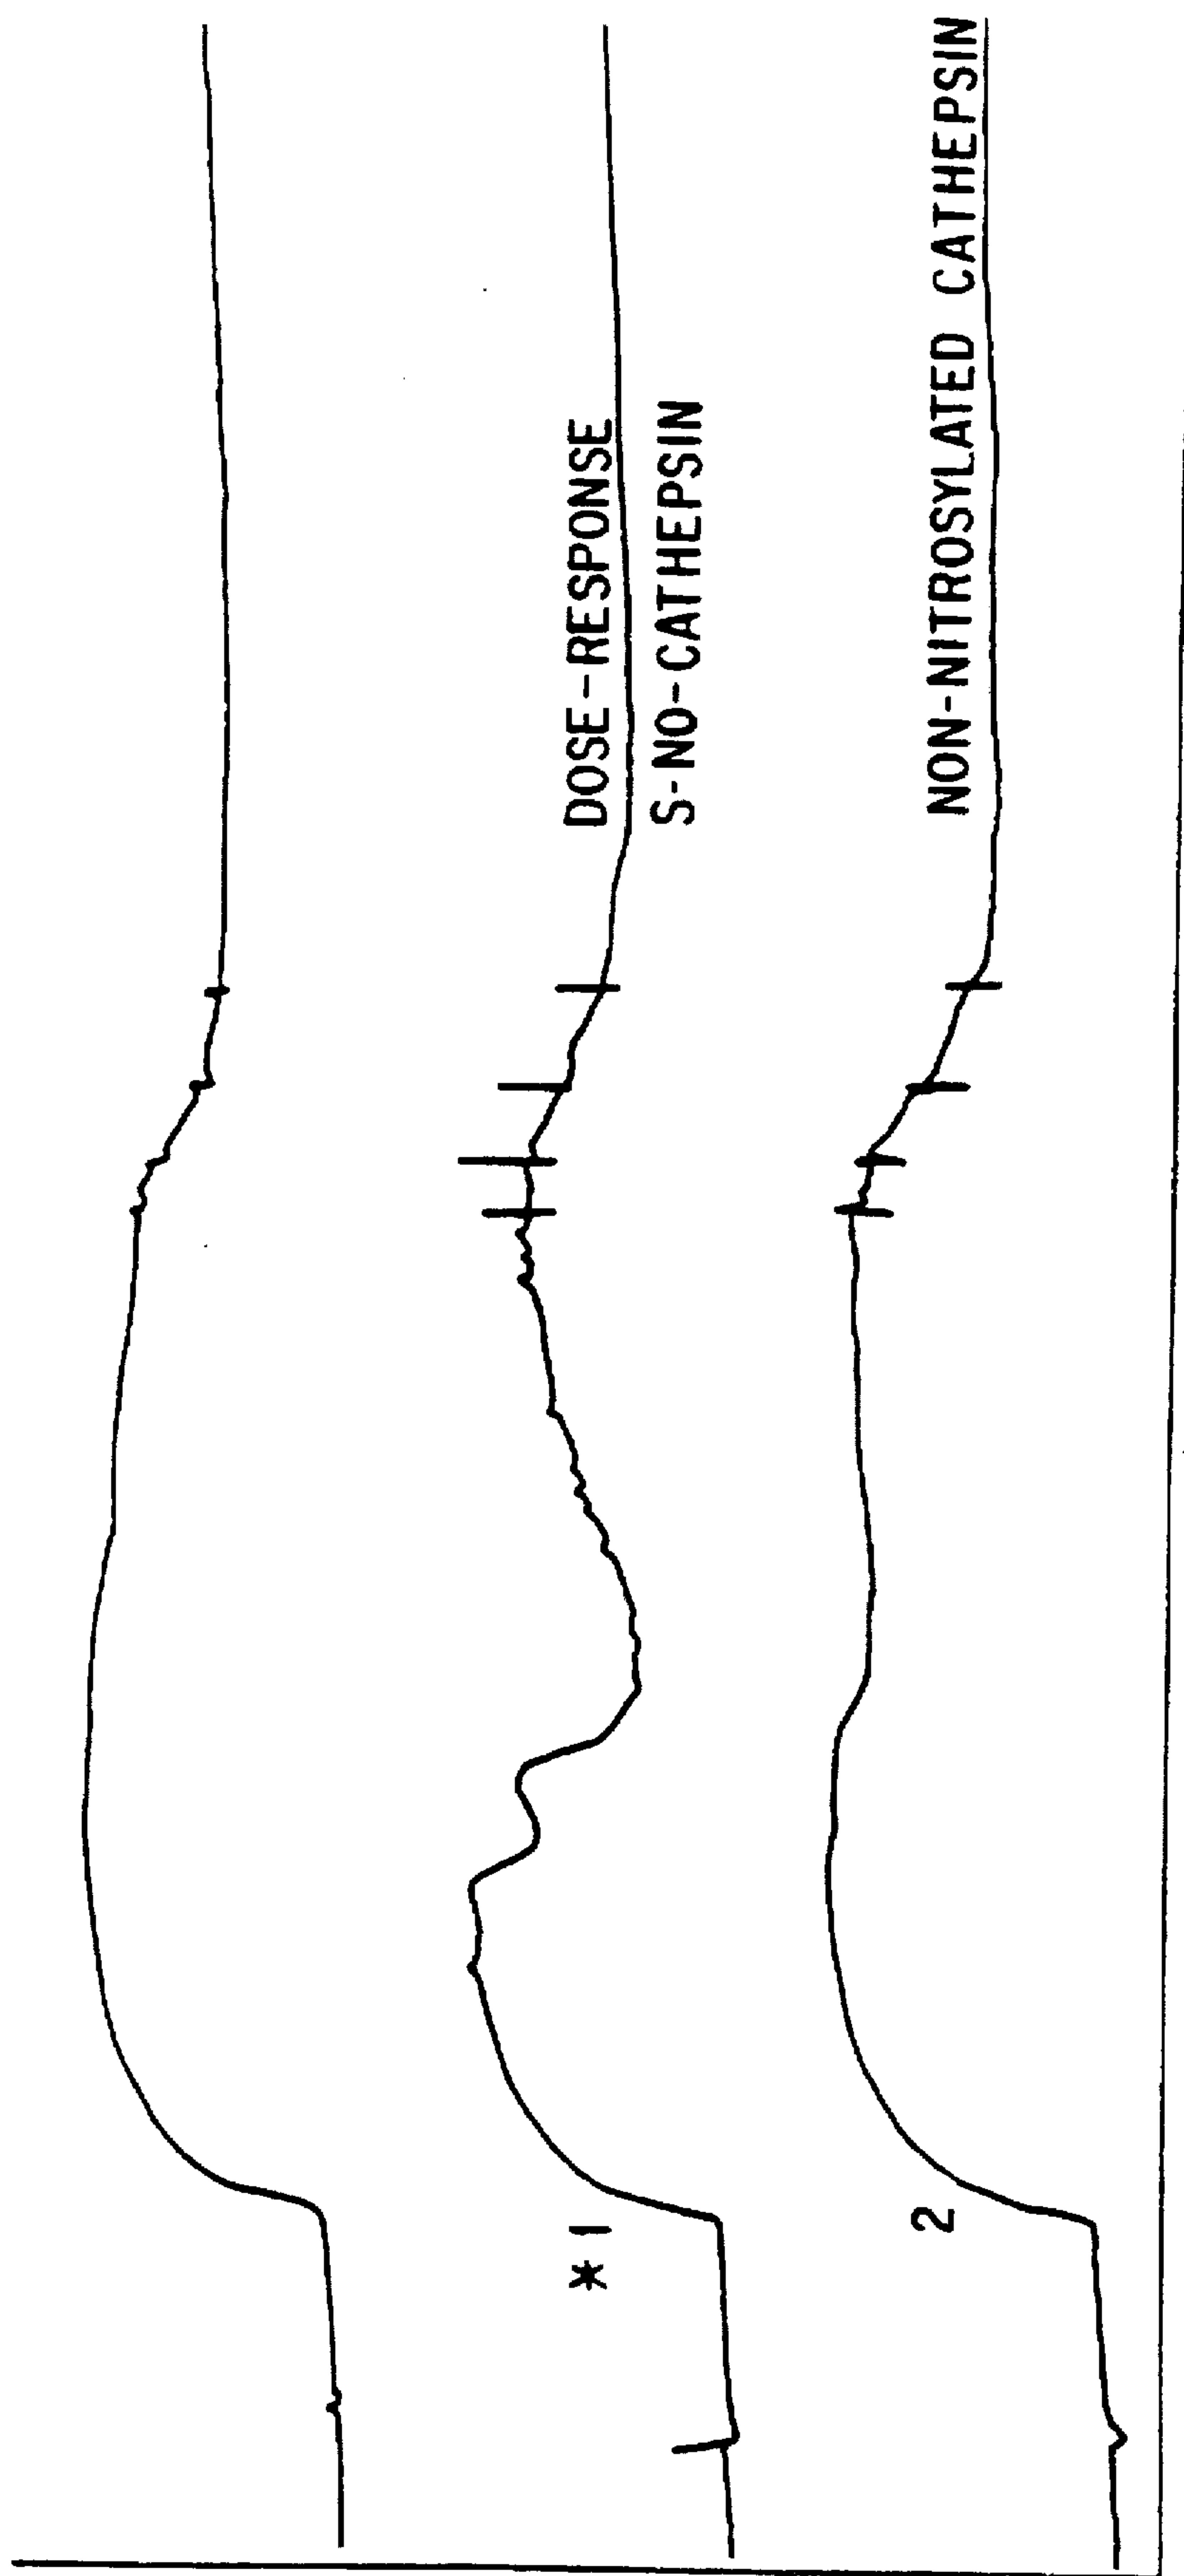 DOSE-RESPONSE
S-NO-CATHEPSIN
* 1
NON-NITROSYLATED CATHEPSIN
2